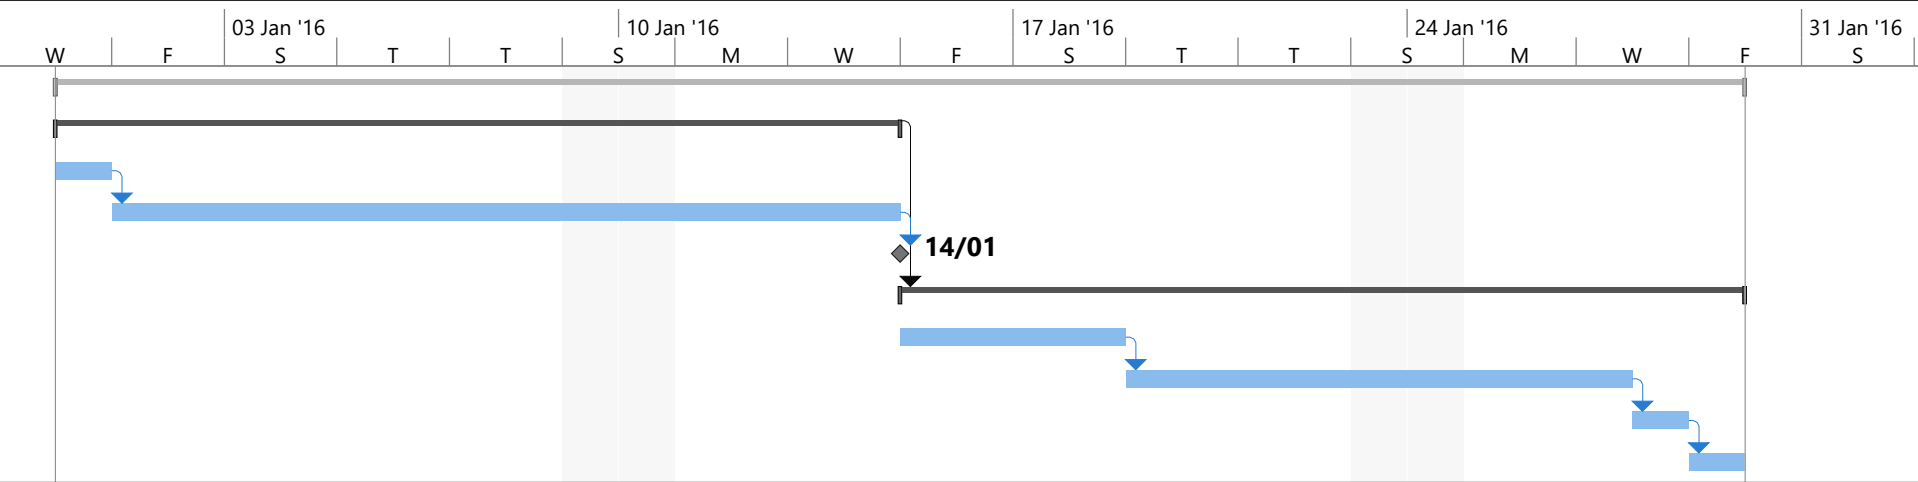 03 Jan '16 10 Jan '16 17 Jan '16 24 Jan '16 31 Jan '16
W F S T T S M W F S T T S M W F S
14/01